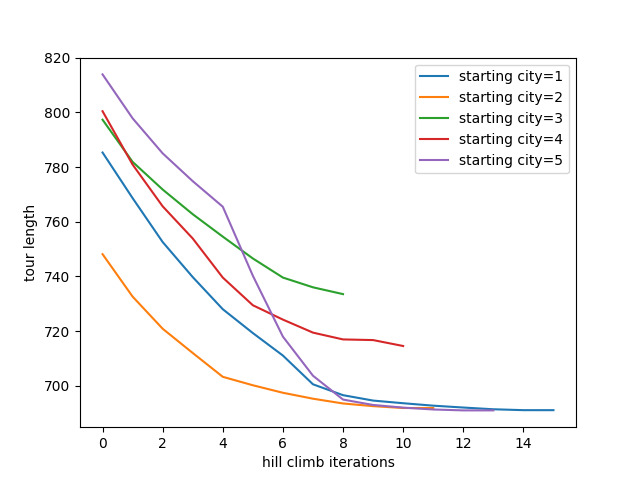 820
800
780
760
740
720
700
tour length
0 2 4 6 8 10 12 14
hill climb iterations
starting city=1
starting city=2
starting city=3
starting city=4
starting city=5